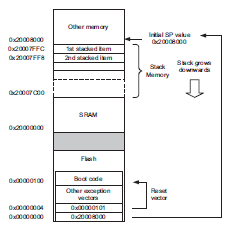 Other memory
Initial SP value
0x20008000
0x20008000
0x20007FFC
1st stacked item
0x20007FF8
2nd stacked item
Stack
Memory
Stack grows
downwards
0x20007C00
SRAM
0x20000000
Flash
0x00000100
Boot code
Other exception
vectors
Reset
vector
0x00000004
0x00000101
0x00000000
0x20008000